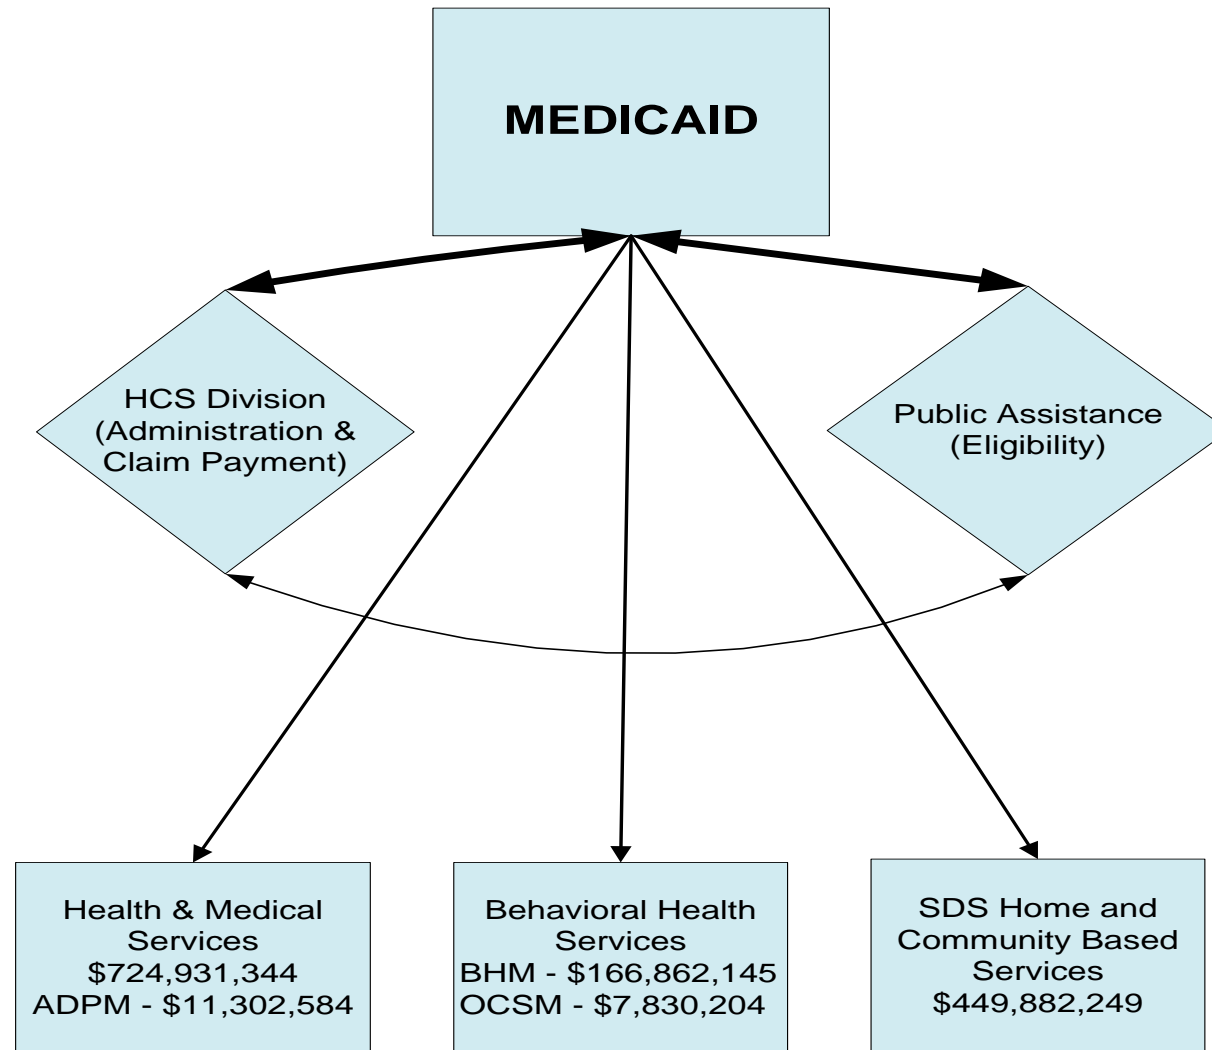 MEDICAID
HCS Division
(Administration &
Claim Payment)
Public Assistance
(Eligibility)
Health & Medical
Services
$724,931,344
ADPM - $11,302,584
Behavioral Health
Services
BHM - $166,862,145
OCSM - $7,830,204
SDS Home and
Community Based
Services
$449,882,249